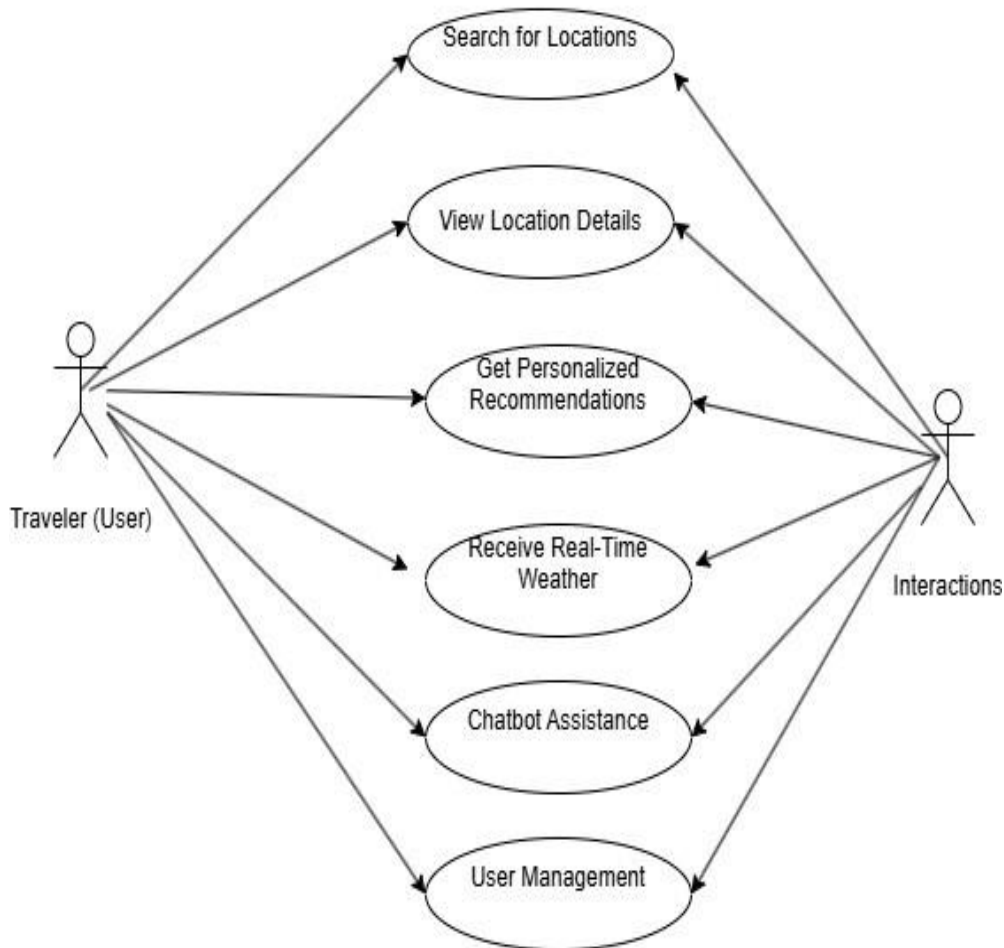 Search for Locations
View Location Details
Get Personalized
Recommendations
Traveler (User)
Receive Real-Time
Weather
Interactions
Chatbot Assistance
User Management